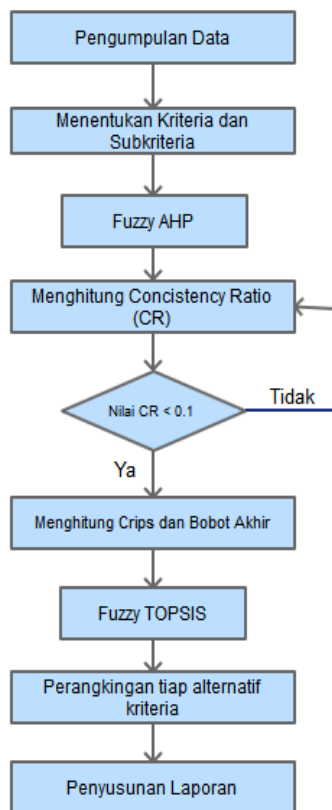 Pengumpulan Data
Menentukan Kriteria dan
Subkriteria
Fuzzy AHP
Menghitung Concistency Ratio
(CR)
Nilai CR < 0.1
Tidak
Ya
Menghitung Crips dan Bobot Akhir
Fuzzy TOPSIS
Perangkingan tiap alternatif
kriteria
Penyusunan Laporan